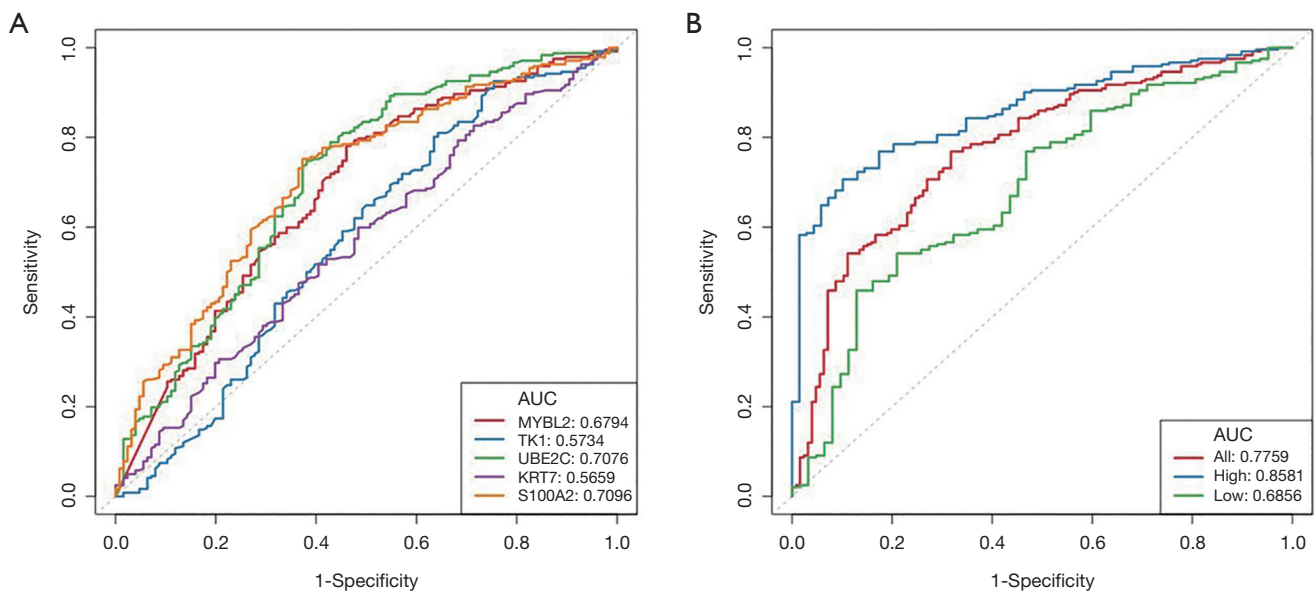 A
1.0
0.8
0.6
0.4
0.2
0.0
Sensitivity
AUC
MYBL2: 0.6794
TK1: 0.5734
UBE2C: 0.7076
KRT7: 0.5659
S100A2: 0.7096
0.0 0.2 0.4 0.6 0.8 1.0
1-Specificity
B
1.0
0.8
0.6
0.4
0.2
0.0
Sensitivity
AUC
All: 0.7759
High: 0.8581
Low: 0.6856
0.0 0.2 0.4 0.6 0.8 1.0
1-Specificity